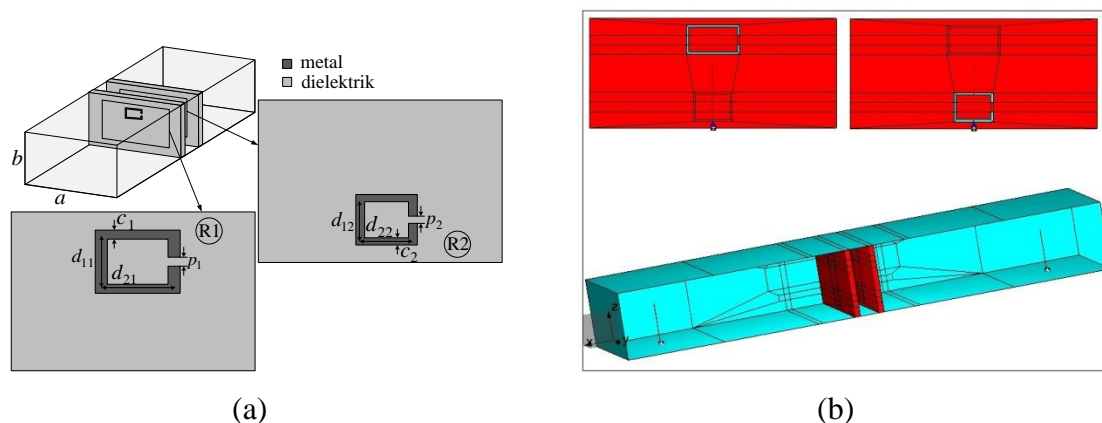 metal
dielektrik
b
a
c1
R1
d11
d21
p1
d12
d22
p2
c2
R2
z
x
y
(a)
(b)